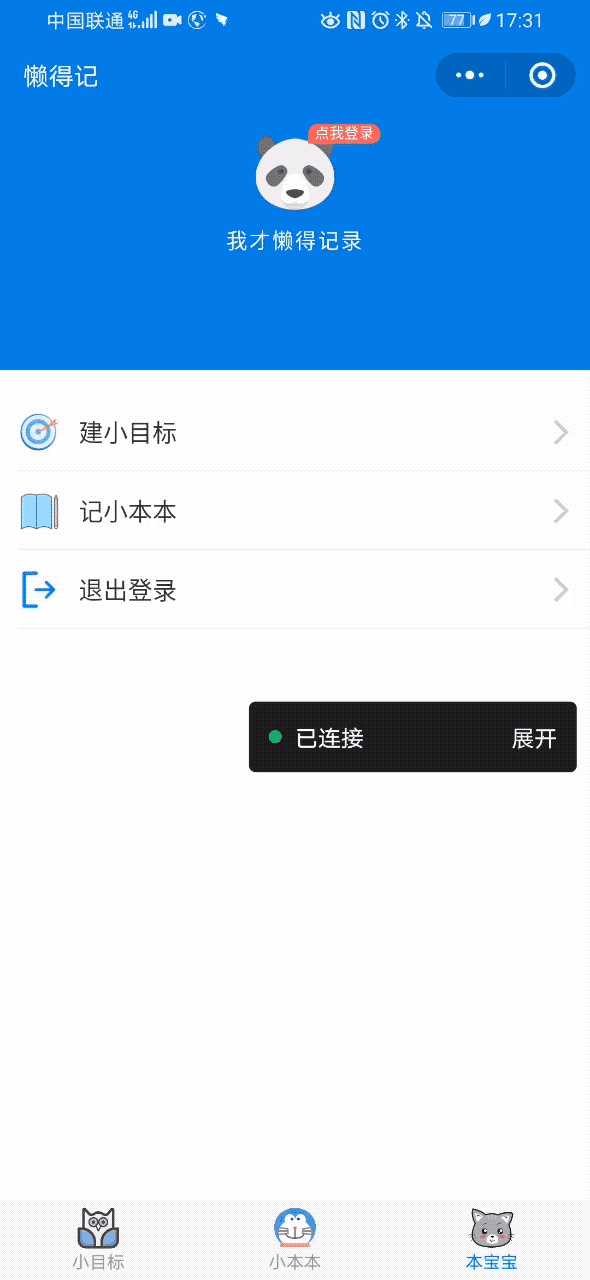 中国联通 4G 77 17:31
懒得记
点我登录
我才懒得记录
建小目标
记小本本
退出登录
已连接 展开
小目标 小本本 本宝宝